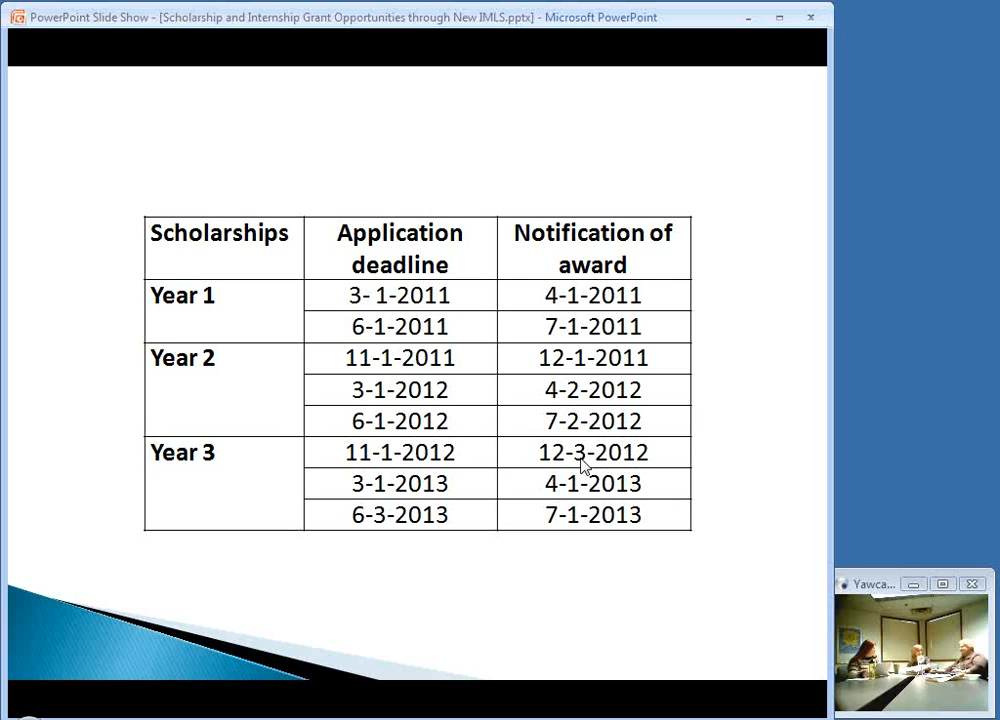 PowerPoint Slide Show - [Scholarship and Internship Grant Opportunities through New IMLS.pptx] - Microsoft PowerPoint
Scholarships Application deadline Notification of award
Year 1 3- 1-2011 4-1-2011
6-1-2011 7-1-2011
Year 2 11-1-2011 12-1-2011
3-1-2012 4-2-2012
6-1-2012 7-2-2012
Year 3 11-1-2012 12-3-2012
3-1-2013 4-1-2013
6-3-2013 7-1-2013
Yawca...